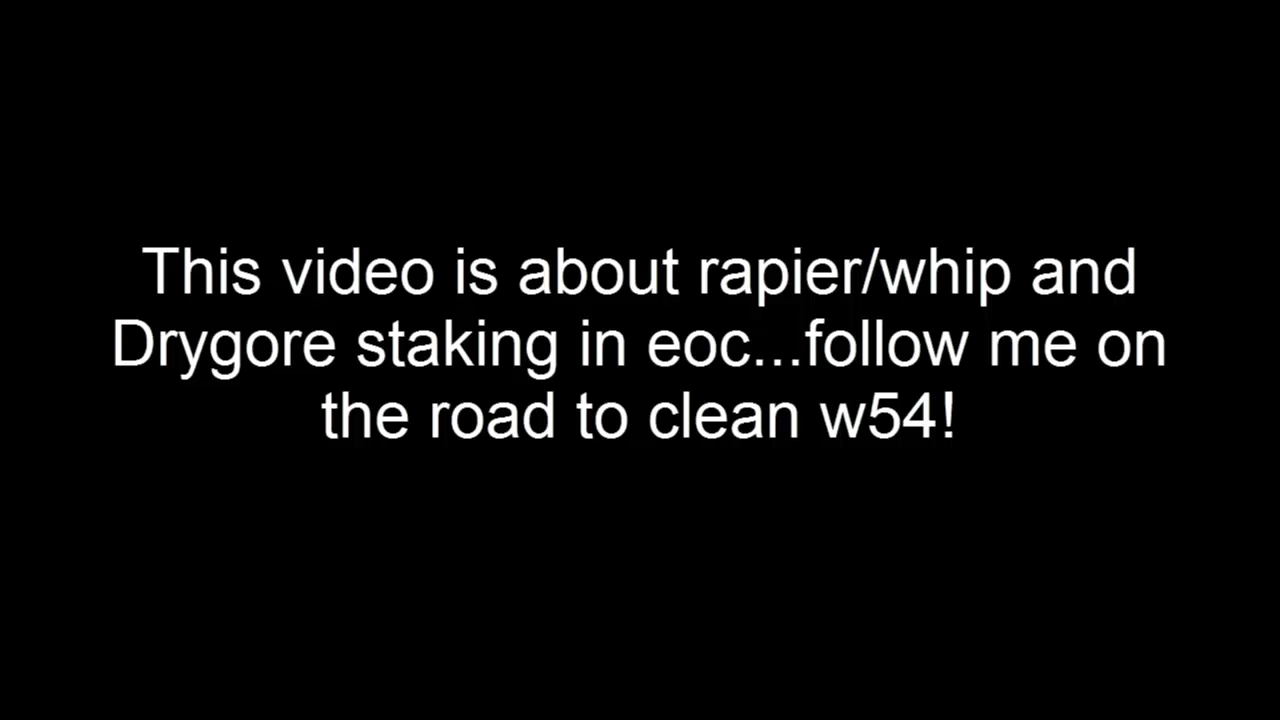 This video is about rapier/whip and
Drygore staking in eoc...follow me on
the road to clean w54!